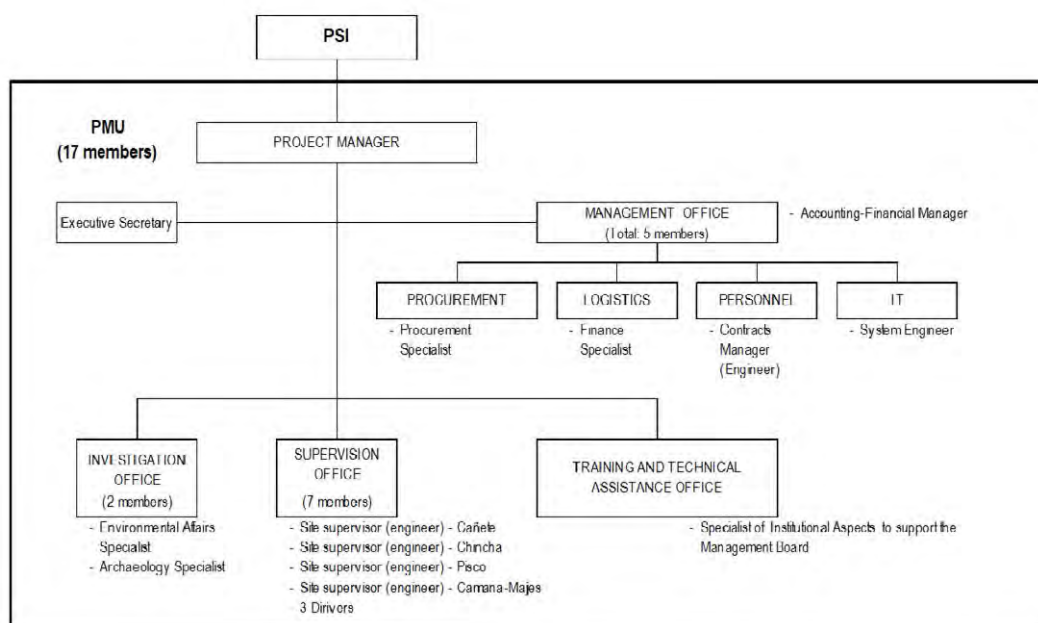 PSI
PMU
(17 members)
PROJECT MANAGER
Executive Secretary
MANAGEMENT OFFICE
(Total: 5 members)
- Accounting-Financial Manager
PROCUREMENT
- Procurement
Specialist
LOGISTICS
- Finance
Specialist
PERSONNEL
- Contracts
Manager
(Engineer)
IT
- System Engineer
INVESTIGATION
OFFICE
(2 members)
- Environmental Affairs
Specialist
- Archaeology Specialist
SUPERVISION
OFFICE
(7 members)
- Site supervisor (engineer) - Cañete
- Site supervisor (engineer) - Chincha
- Site supervisor (engineer) - Pisco
- Site supervisor (engineer) - Camana-Majes
- 3 Dirivers
TRAINING AND TECHNICAL
ASSISTANCE OFFICE
- Specialist of Institutional Aspects to support the
Management Board